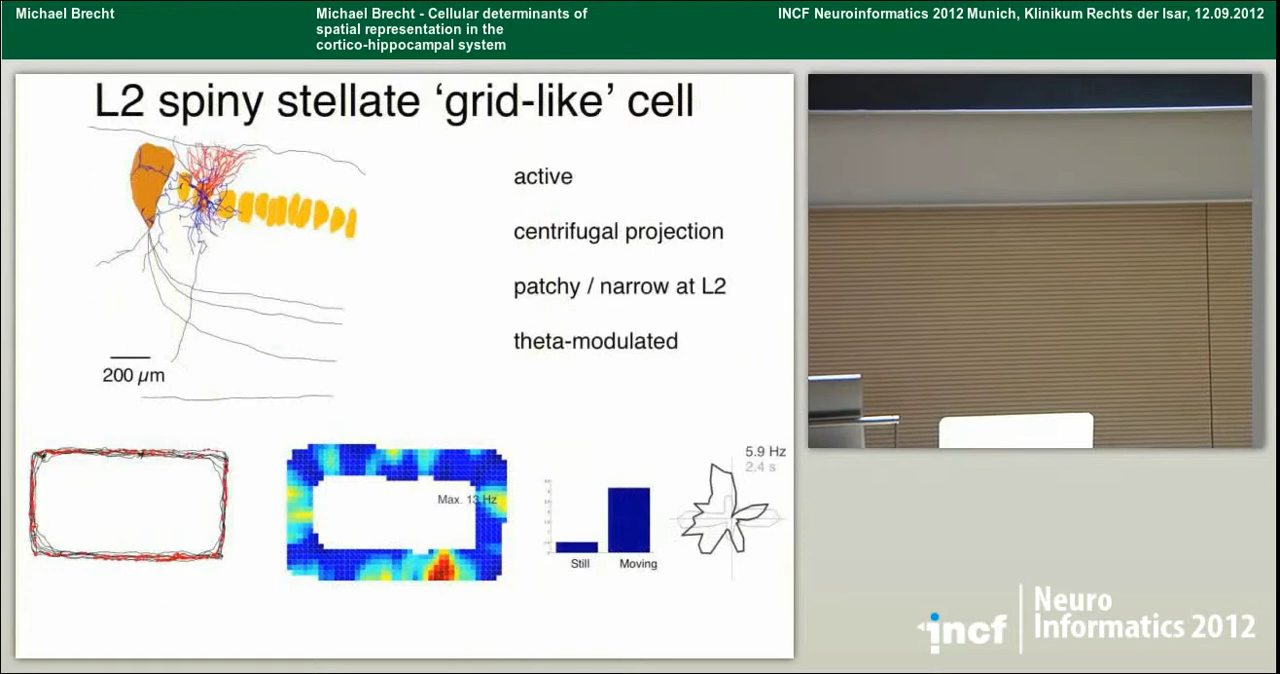 Michael Brecht
Michael Brecht - Cellular determinants of
spatial representation in the
cortico-hippocampal system
INCF Neuroinformatics 2012 Munich, Klinikum Rechts der Isar, 12.09.2012
L2 spiny stellate ‘grid-like’ cell
active
centrifugal projection
patchy / narrow at L2
theta-modulated
200 µm
Max. 13 Hz
Still
Moving
5.9 Hz
2.4 s
incf
Neuro
Informatics 2012